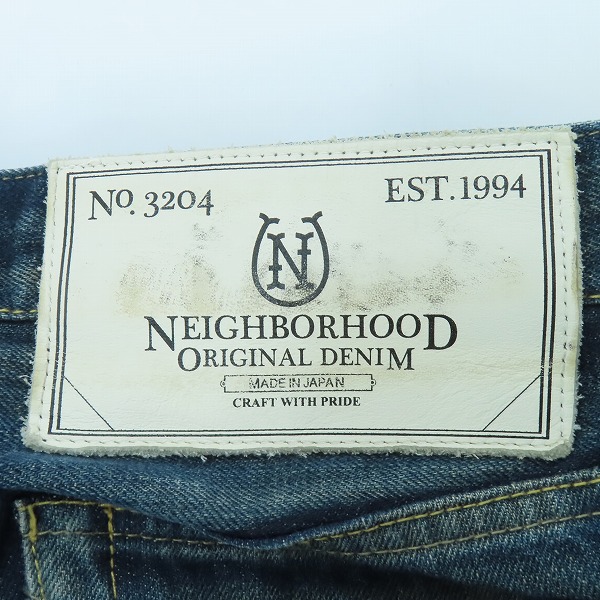 No. 3204
EST.1994
N
NEIGHBORHOOD
ORIGINAL DENIM
MADE IN JAPAN
CRAFT WITH PRIDE